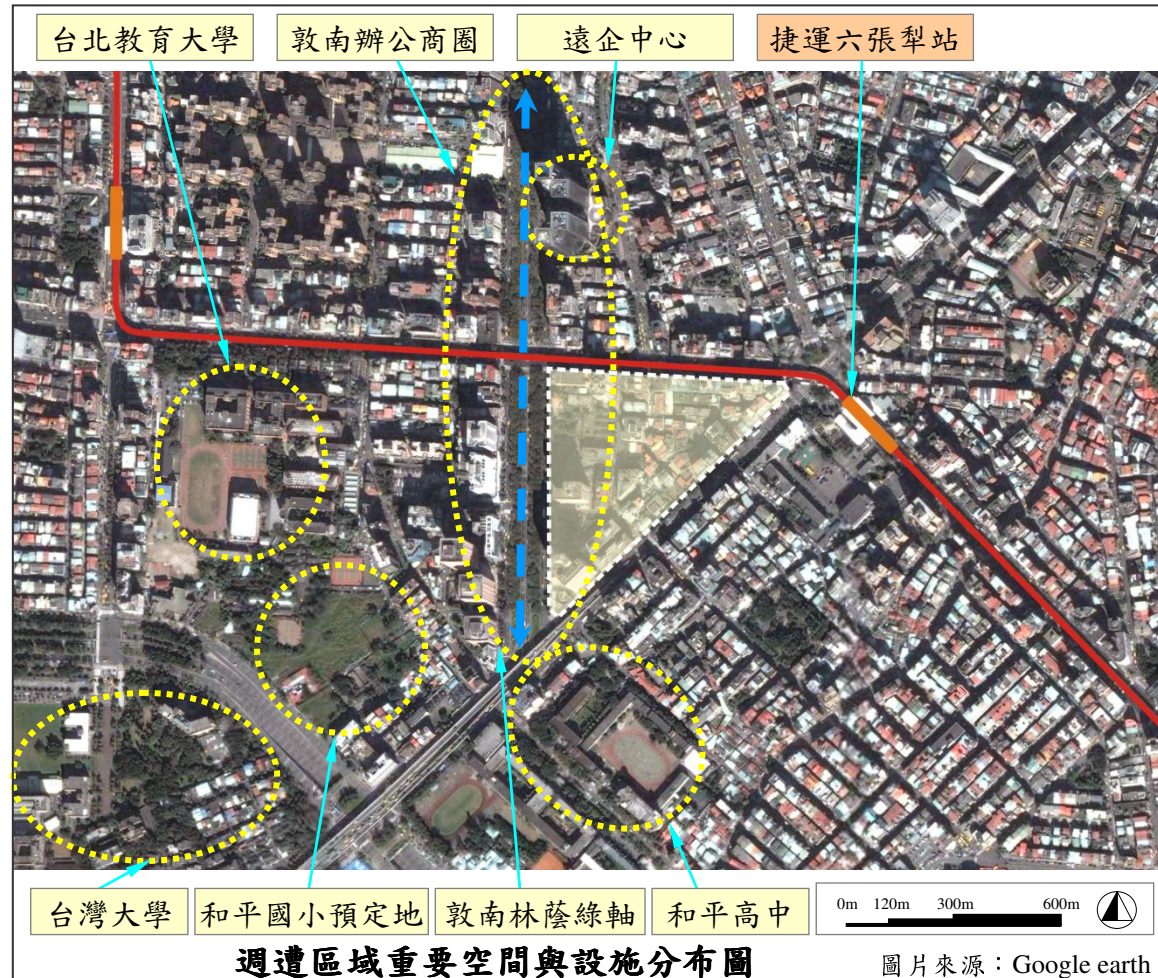 台北教育大學
敦南辦公商圈
遠企中心
捷運六張犁站
台灣大學
和平國小預定地
敦南林蔭綠軸
和平高中
0m 120m 300m 600m
週遭區域重要空間與設施分布圖
圖片來源：Google earth